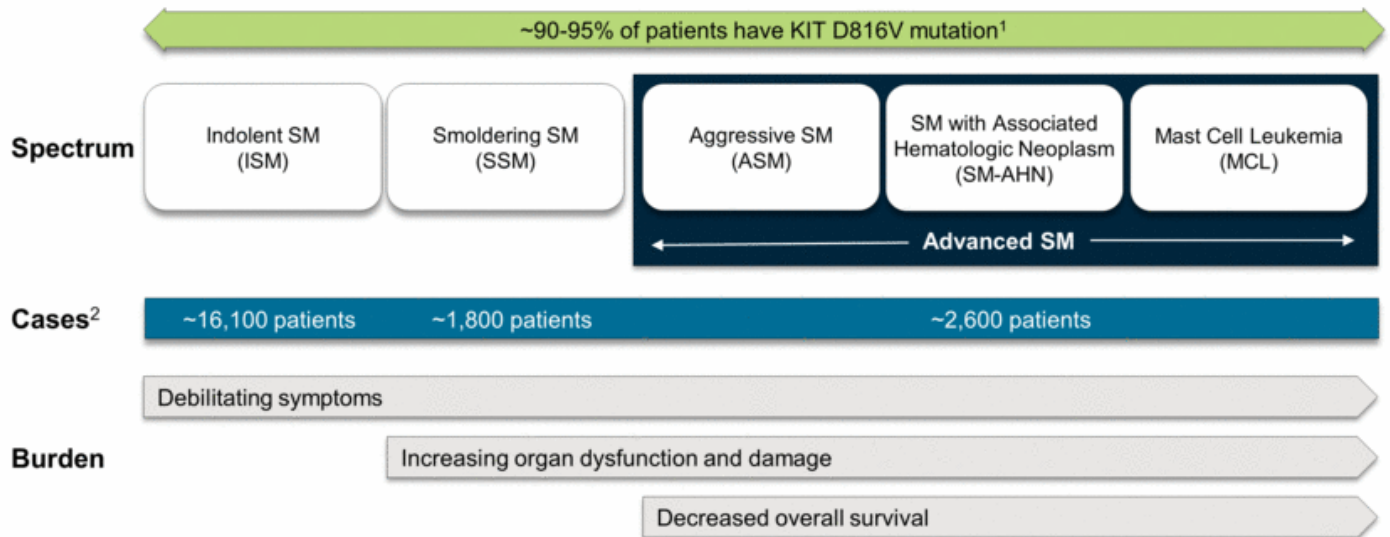 ~90-95% of patients have KIT D816V mutation¹
Spectrum
Indolent SM
(ISM)
Smoldering SM
(SSM)
Aggressive SM
(ASM)
SM with Associated
Hematologic Neoplasm
(SM-AHN)
Mast Cell Leukemia
(MCL)
Advanced SM
Cases²
~16,100 patients
~1,800 patients
~2,600 patients
Burden
Debilitating symptoms
Increasing organ dysfunction and damage
Decreased overall survival